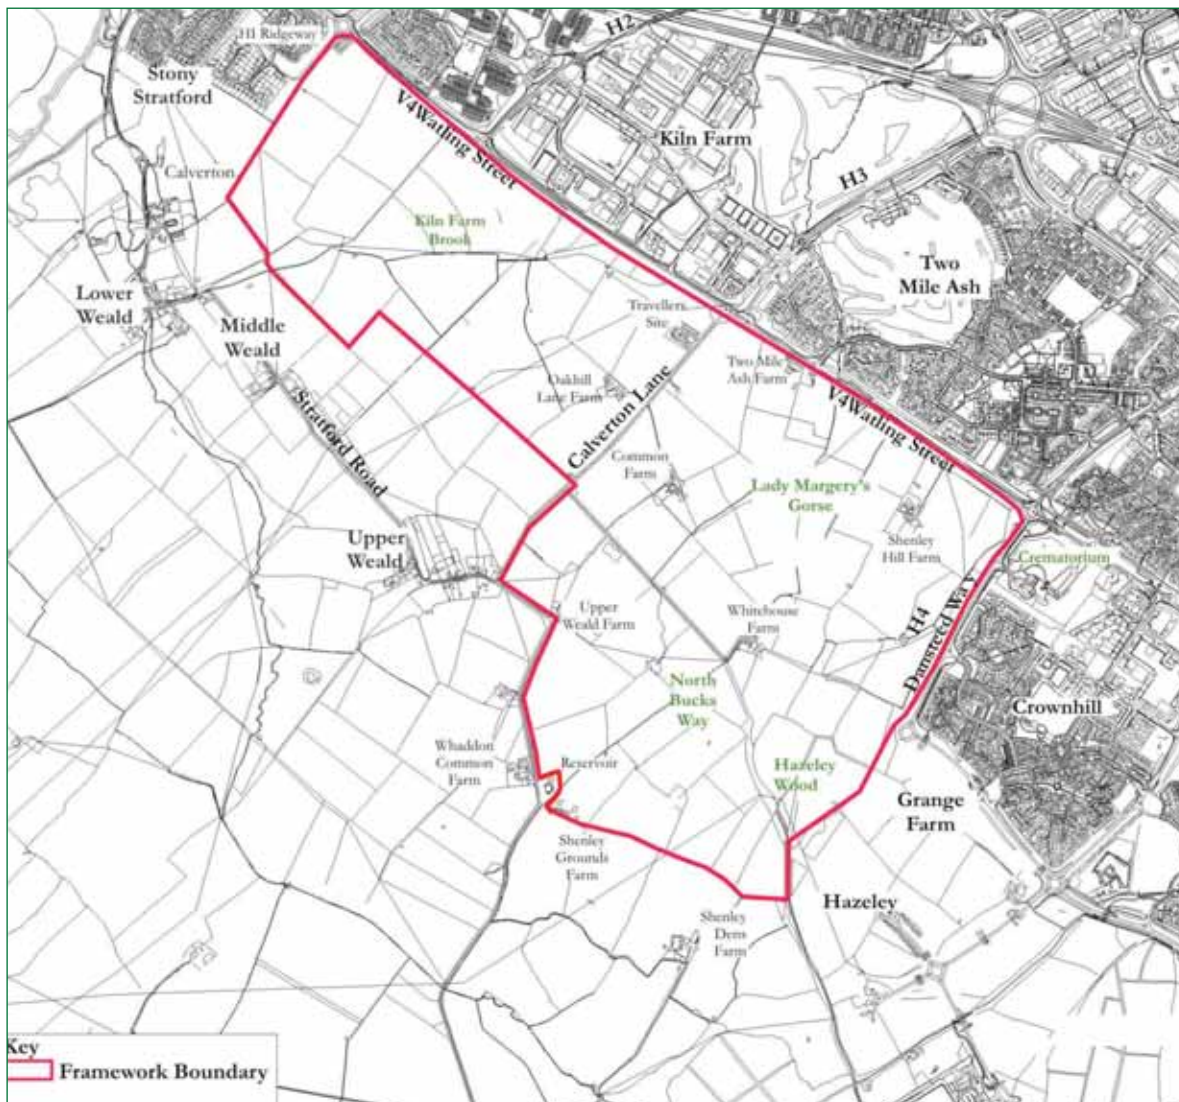 H1 Ridgeway
H2
Stony
Stratford
V4 Watling Street
Kiln Farm
H3
Calverton
Kiln Farm
Brook
Two
Mile Ash
Lower
Weald
Middle
Weald
Travellers
Site
Two Mile
Ash Farm
Oakhill
Lane Farm
Calverton Lane
V4 Watling Street
Stratford Road
Common
Farm
Lady Margery's
Gorse
Upper
Weald
Shenley
Hill Farm
Crematorium
Upper
Weald Farm
Whitehouse
Farm
H4
Dansteed Way
North
Bucks
Way
Crownhill
Whaddon
Common
Farm
Reservoir
Hazeley
Wood
Grange
Farm
Shenley
Grounds
Farm
Hazeley
Shenley
Dens
Farm
Key
Framework Boundary